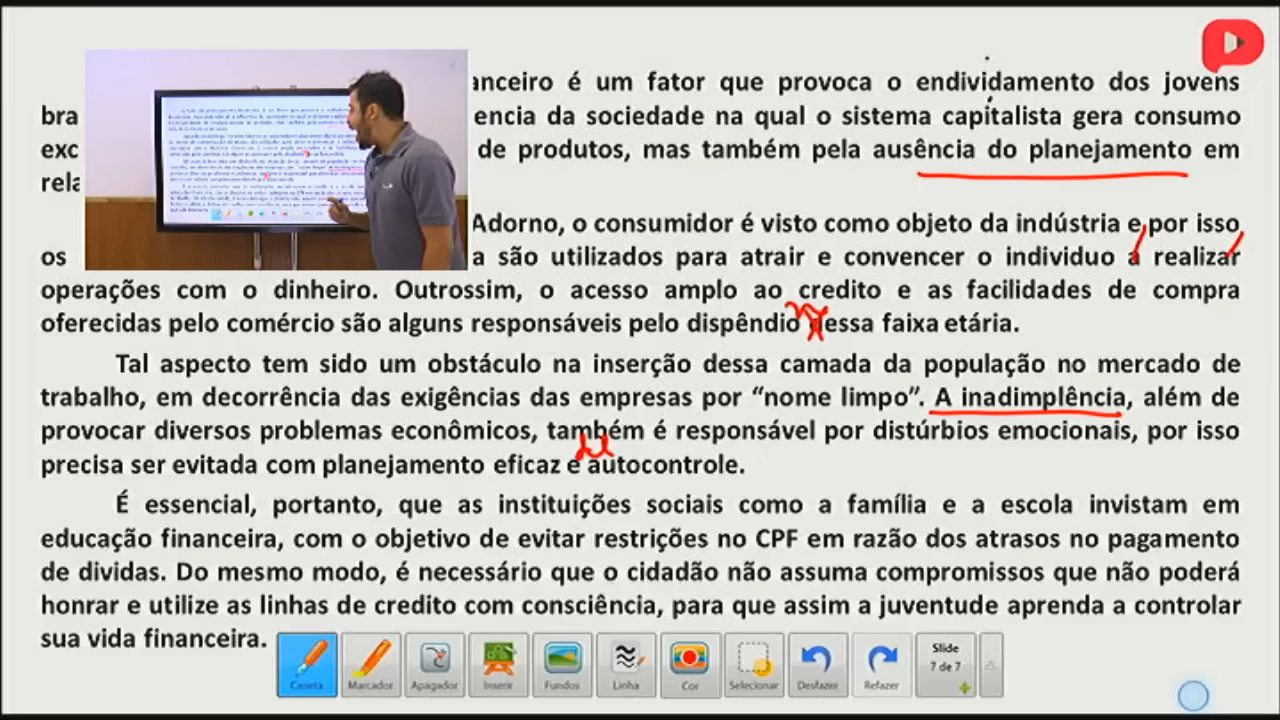 anceiro é um fator que provoca o endividamento dos jovens
bra encia da sociedade na qual o sistema capitalista gera consumo
exc de produtos, mas também pela ausência do planejamento em
rela
Adorno, o consumidor é visto como objeto da indústria e por isso
os a são utilizados para atrair e convencer o individuo a realizar
operações com o dinheiro. Outrossim, o acesso amplo ao credito e as facilidades de compra
oferecidas pelo comércio são alguns responsáveis pelo dispêndio dessa faixa etária.
Tal aspecto tem sido um obstáculo na inserção dessa camada da população no mercado de
trabalho, em decorrência das exigências das empresas por “nome limpo”. A inadimplência, além de
provocar diversos problemas econômicos, também é responsável por distúrbios emocionais, por isso
precisa ser evitada com planejamento eficaz e autocontrole.
É essencial, portanto, que as instituições sociais como a família e a escola invistam em
educação financeira, com o objetivo de evitar restrições no CPF em razão dos atrasos no pagamento
de dividas. Do mesmo modo, é necessário que o cidadão não assuma compromissos que não poderá
honrar e utilize as linhas de credito com consciência, para que assim a juventude aprenda a controlar
sua vida financeira.
Caneta Marcador Apagador Inserir Fundos Linha Cor Selecionar Desfazer Refazer Slide
7 de 7